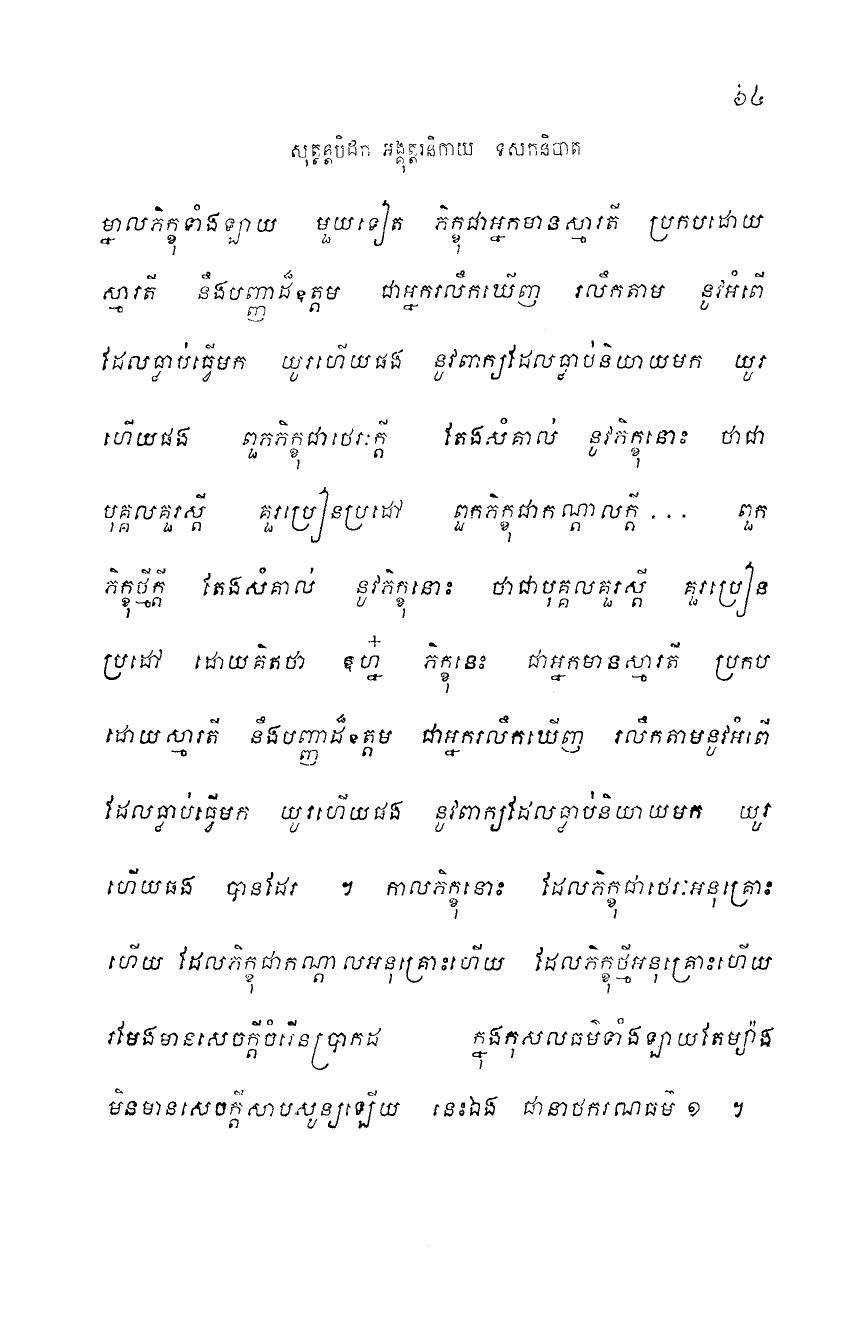 ៦៤
សុត្តន្តបិដក អង្គុត្តរនិកាយ ទសកនិបាត
ម្នាលភិក្ខុទាំងឡាយ មួយទៀត ភិក្ខុជាអ្នកមានស្មារតី ប្រកបដោយ
ស្មារតី នឹងបញ្ញាដ៏ឧត្តម ជាអ្នករលឹកឃើញ រលឹកតាម នូវអំពើ
ដែលធ្លាប់ធ្វើមក យូរហើយផង នូវពាក្យដែលធ្លាប់និយាយមក យូរ
ហើយផង ពួកភិក្ខុជាថេរៈក្តី តែងសំគាល់ នូវភិក្ខុនោះ ថាជា
បុគ្គលគួរស្តី គួរប្រៀនប្រដៅ ពួកភិក្ខុជាកណ្តាលក្តី ... ពួក
ភិក្ខុថ្មីក្តី តែងសំគាល់ នូវភិក្ខុនោះ ថាជាបុគ្គលគួរស្តី គួរប្រៀន
ប្រដៅ ដោយគិតថា ឧហ្ន៎ ភិក្ខុនេះ ជាអ្នកមានស្មារតី ប្រកប
ដោយស្មារតី នឹងបញ្ញាដ៏ឧត្តម ជាអ្នករលឹកឃើញ រលឹកតាមនូវអំពើ
ដែលធ្លាប់ធ្វើមក យូរហើយផង នូវពាក្យដែលធ្លាប់និយាយមក យូរ
ហើយផង បានដែរ ។ កាលភិក្ខុនោះ ដែលភិក្ខុជាថេរៈអនុគ្រោះ
ហើយ ដែលភិក្ខុជាកណ្តាលអនុគ្រោះហើយ ដែលភិក្ខុថ្មីអនុគ្រោះហើយ
រមែងមានសេចក្តីចំរើនប្រាកដ ក្នុងកុសលធម៌ទាំងឡាយតែម្យ៉ាង
មិនមានសេចក្តីសាបសូន្យឡើយ នេះឯង ជានាថករណធម៌ ១ ។